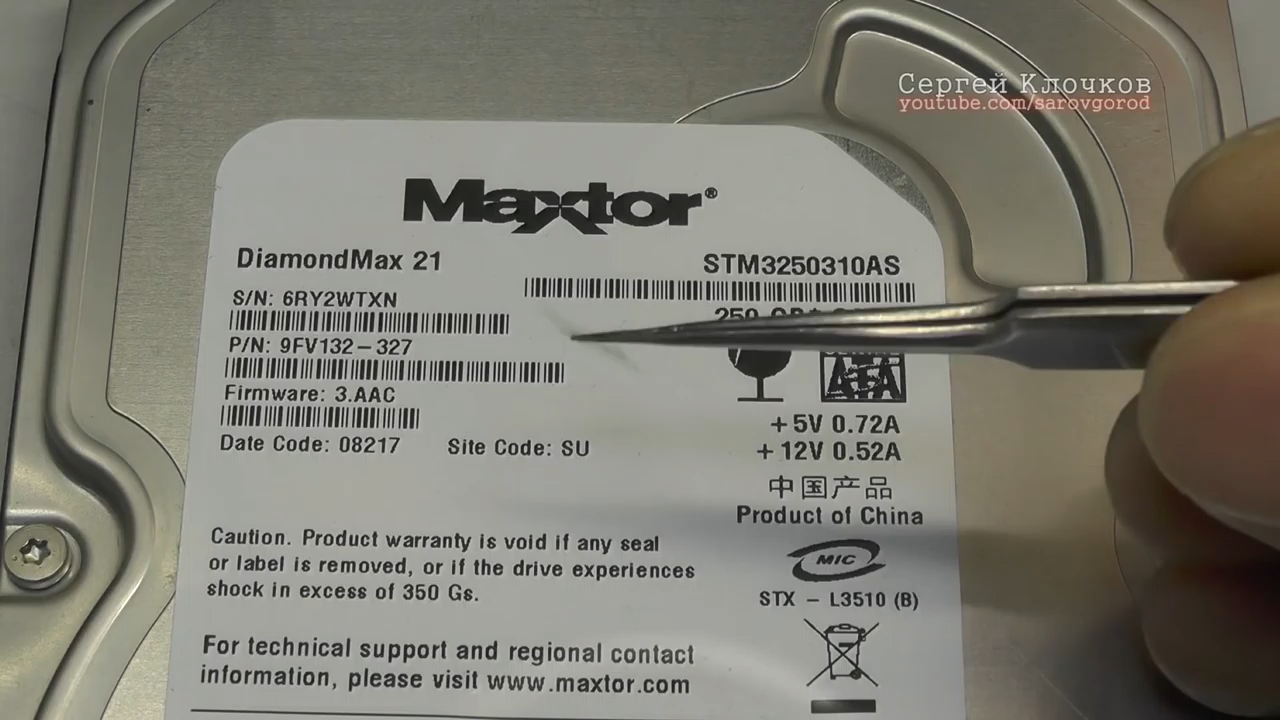 Сергей Клочков
youtube.com/sarovgorod
Maxtor®
DiamondMax 21
STM3250310AS
S/N: 6RY2WTXN
250
P/N: 9FV132-327
ATA
Firmware: 3.AAC
+5V 0.72A
Date Code: 08217 Site Code: SU
+12V 0.52A
中国产品
Product of China
Caution. Product warranty is void if any seal
or label is removed, or if the drive experiences
shock in excess of 350 Gs.
MIC
STX - L3510 (B)
For technical support and regional contact
information, please visit www.maxtor.com